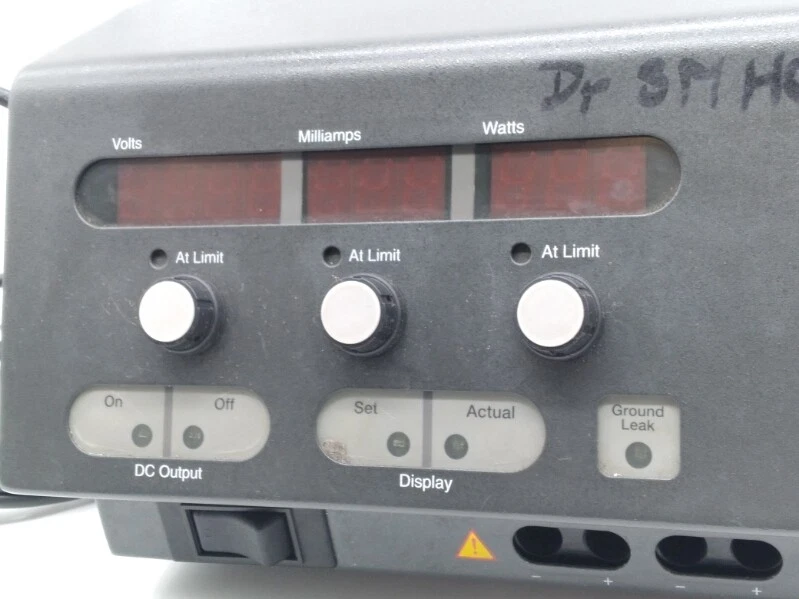 Dr SM
Volts Milliamps Watts
At Limit At Limit At Limit
On Off Set Actual Ground
Leak
DC Output Display
- + - +